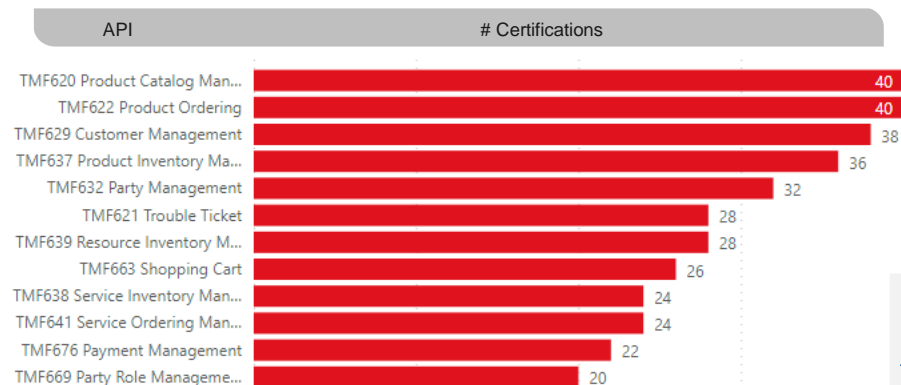 API # Certifications
TMF620 Product Catalog Man... 40
TMF622 Product Ordering 40
TMF629 Customer Management 38
TMF637 Product Inventory Ma... 36
TMF632 Party Management 32
TMF621 Trouble Ticket 28
TMF639 Resource Inventory M... 28
TMF663 Shopping Cart 26
TMF638 Service Inventory Man... 24
TMF641 Service Ordering Man... 24
TMF676 Payment Management 22
TMF669 Party Role Manageme... 20